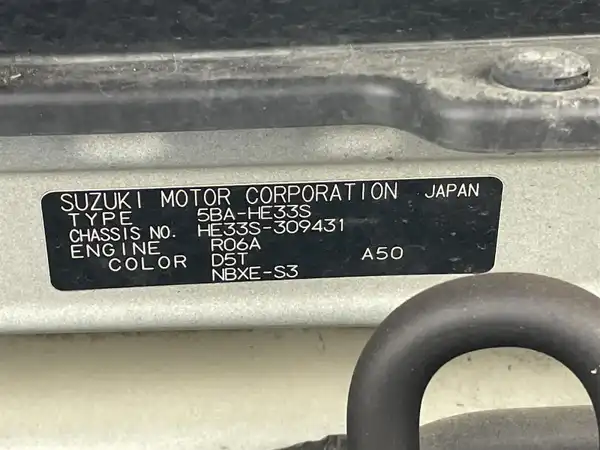 SUZUKI MOTOR CORPORATION JAPAN
TYPE 5BA-HE33S
CHASSIS NO. HE33S-309431
ENGINE R06A
COLOR D5T A50
NBXE-S3